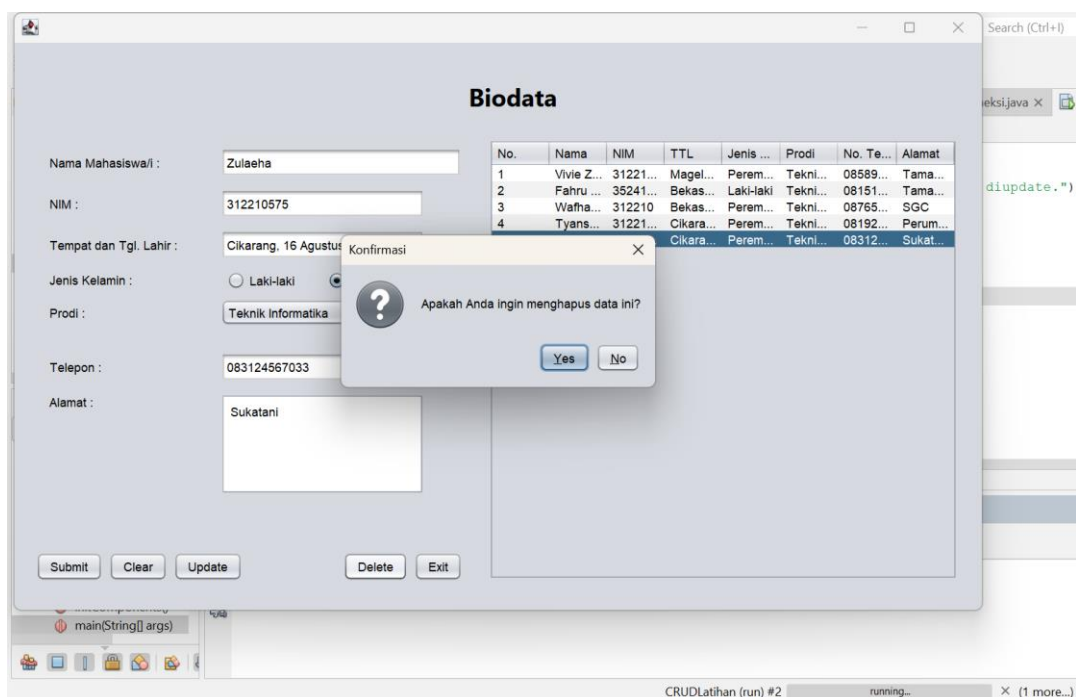 Search (Ctrl+I)
Biodata
eksi.java
diupdate.")
Nama Mahasiswa/i :
Zulaeha
NIM :
312210575
Tempat dan Tgl. Lahir :
Cikarang, 16 Agustus
Jenis Kelamin :
Laki-laki
Prodi :
Teknik Informatika
Telepon :
083124567033
Alamat :
Sukatani
Submit Clear Update Delete Exit
No. Nama NIM TTL Jenis ... Prodi No. Te... Alamat
1 Vivie Z... 31221... Magel... Perem... Tekni... 08589... Tama...
2 Fahru ... 35241... Bekas... Laki-laki Tekni... 08151... Tama...
3 Wafha... 312210 Bekas... Perem... Tekni... 08765... SGC
4 Tyans... 31221... Cikara... Perem... Tekni... 08192... Perum...
Cikara... Perem... Tekni... 08312... Sukat...
Konfirmasi
Apakah Anda ingin menghapus data ini?
Yes No
main(String[] args)
CRUDLatihan (run) #2 running... (1 more...)